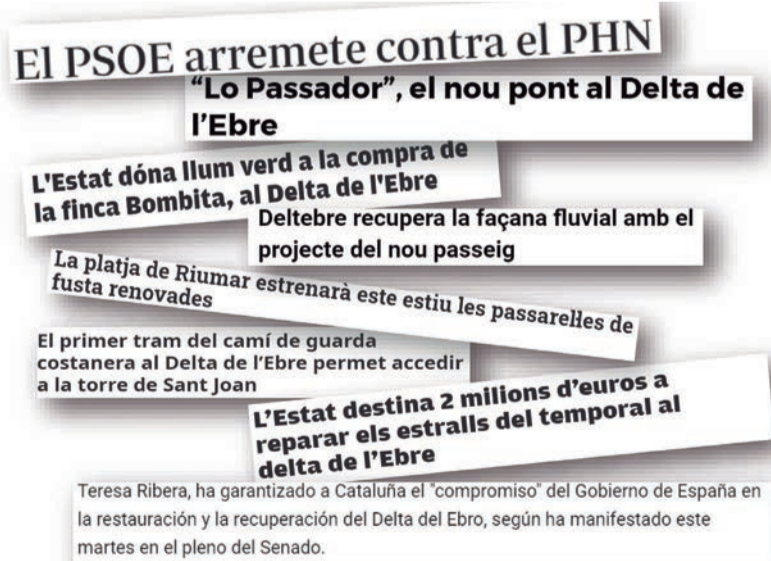 El PSOE arremete contra el PHN
“Lo Passador”, el nou pont al Delta de
l’Ebre
L'Estat dóna llum verd a la compra de
la finca Bombita, al Delta de l'Ebre
Deltebre recupera la façana fluvial amb el
projecte del nou passeig
La platja de Riumar estrenarà este estiu les passarel·les de
fusta renovades
El primer tram del camí de guarda
costanera al Delta de l’Ebre permet accedir
a la torre de Sant Joan
L’Estat destina 2 milions d’euros a
reparar els estralls del temporal al
delta de l’Ebre
Teresa Ribera, ha garantizado a Cataluña el "compromiso" del Gobierno de España en
la restauración y la recuperación del Delta del Ebro, según ha manifestado este
martes en el pleno del Senado.